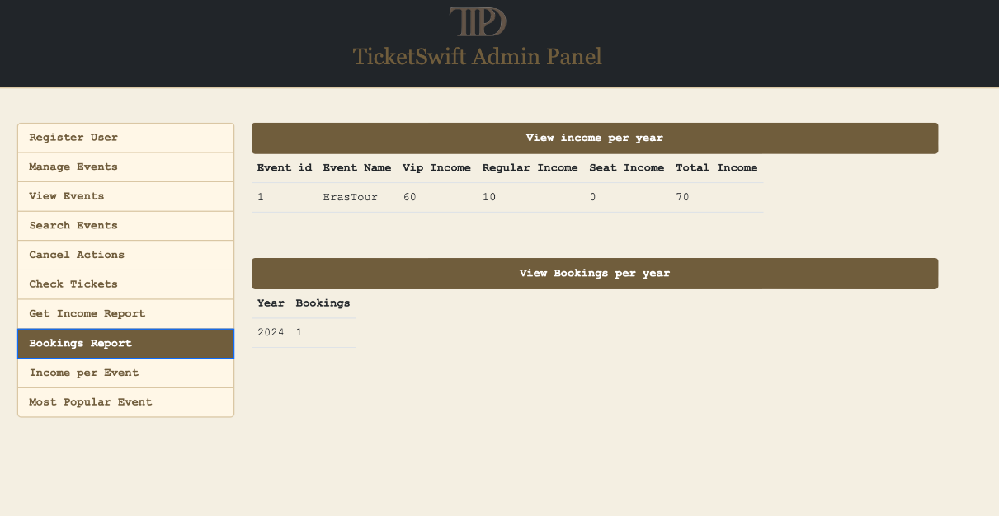 TicketSwift Admin Panel
Register User
Manage Events
View Events
Search Events
Cancel Actions
Check Tickets
Get Income Report
Bookings Report
Income per Event
Most Popular Event
View income per year
Event id Event Name Vip Income Regular Income Seat Income Total Income
1 ErasTour 60 10 0 70
View Bookings per year
Year Bookings
2024 1